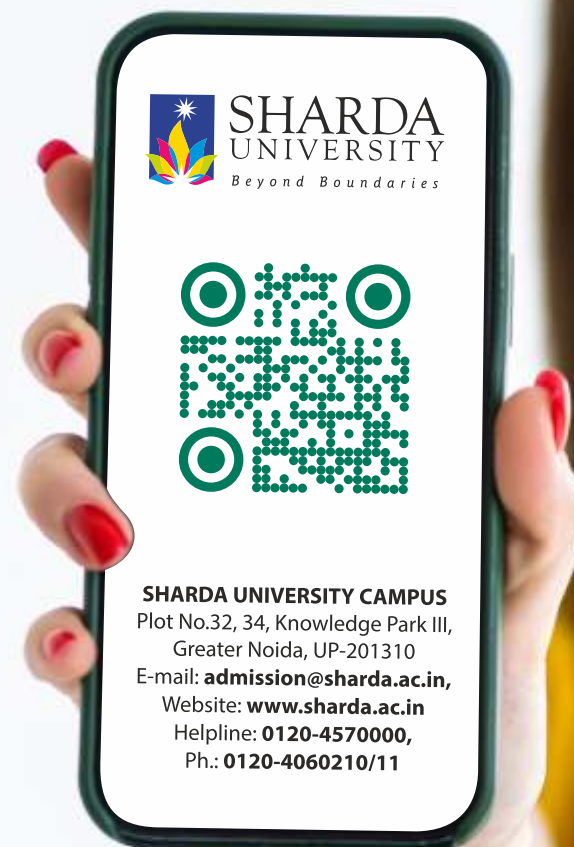 SHARDA
UNIVERSITY
Beyond Boundaries
SHARDA UNIVERSITY CAMPUS
Plot No.32, 34, Knowledge Park III,
Greater Noida, UP-201310
E-mail: admission@sharda.ac.in,
Website: www.sharda.ac.in
Helpline: 0120-4570000,
Ph.: 0120-4060210/11